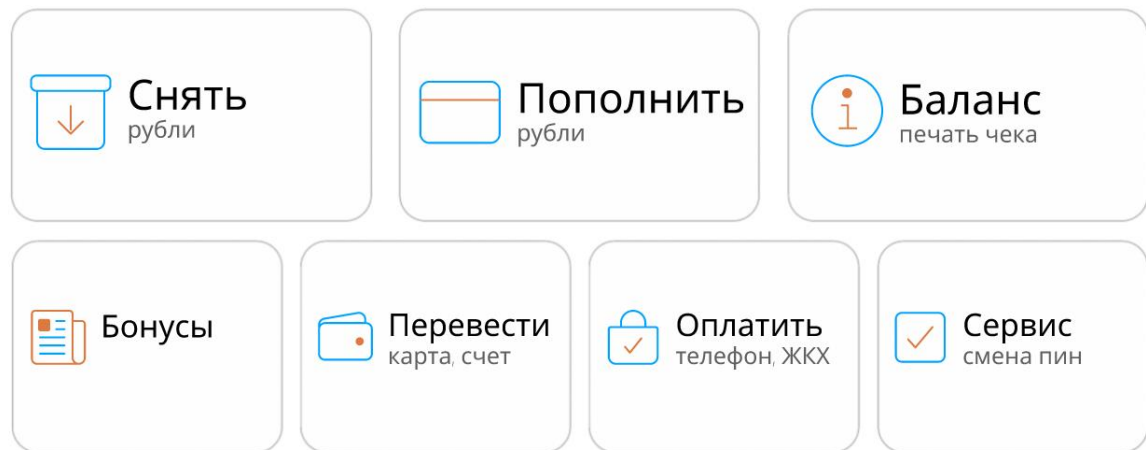 Снять
рубли
Пополнить
рубли
Баланс
печать чека
Бонусы
Перевести
карта, счет
Оплатить
телефон, ЖКХ
Сервис
смена пин